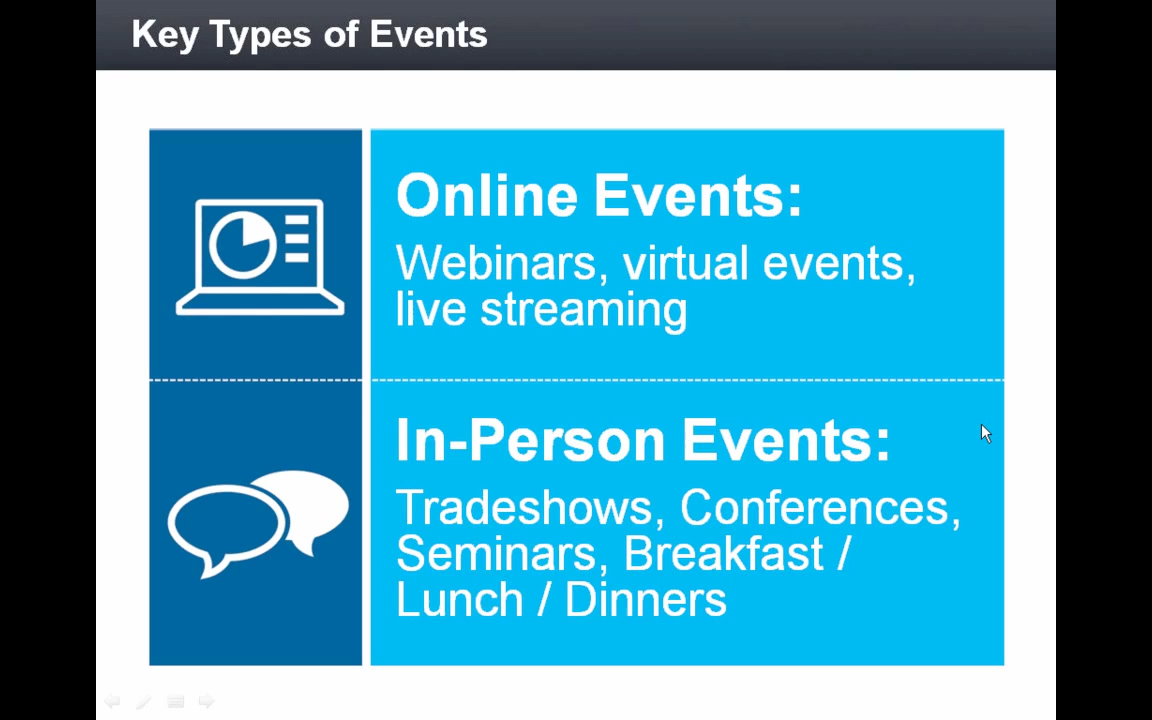 Key Types of Events
Online Events:
Webinars, virtual events,
live streaming
In-Person Events:
Tradeshows, Conferences,
Seminars, Breakfast /
Lunch / Dinners